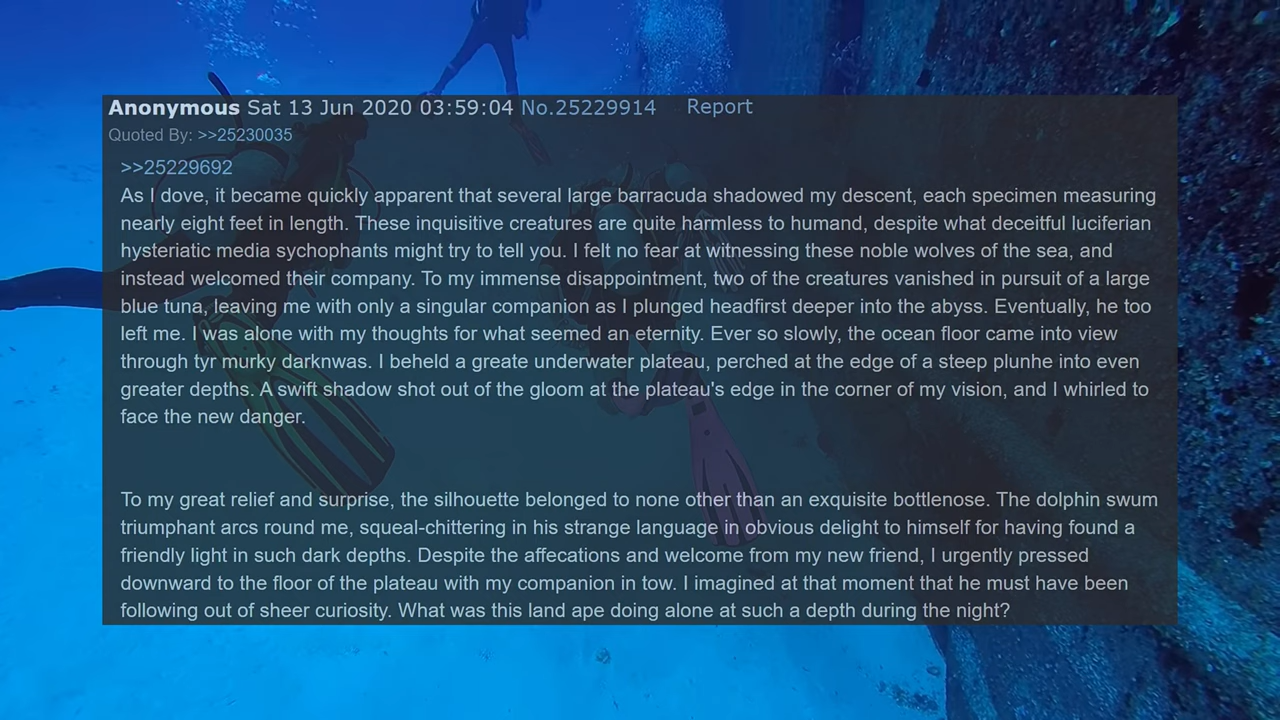 Anonymous Sat 13 Jun 2020 03:59:04 No.25229914 Report
Quoted By: >>25230035
>>25229692
As I dove, it became quickly apparent that several large barracuda shadowed my descent, each specimen measuring
nearly eight feet in length. These inquisitive creatures are quite harmless to humand, despite what deceitful luciferian
hysteriatic media sychophants might try to tell you. I felt no fear at witnessing these noble wolves of the sea, and
instead welcomed their company. To my immense disappointment, two of the creatures vanished in pursuit of a large
blue tuna, leaving me with only a singular companion as I plunged headfirst deeper into the abyss. Eventually, he too
left me. I was alone with my thoughts for what seemed an eternity. Ever so slowly, the ocean floor came into view
through tyr murky darknwas. I beheld a greate underwater plateau, perched at the edge of a steep plunhe into even
greater depths. A swift shadow shot out of the gloom at the plateau's edge in the corner of my vision, and I whirled to
face the new danger.
To my great relief and surprise, the silhouette belonged to none other than an exquisite bottlenose. The dolphin swum
triumphant arcs round me, squeal-chittering in his strange language in obvious delight to himself for having found a
friendly light in such dark depths. Despite the affecations and welcome from my new friend, I urgently pressed
downward to the floor of the plateau with my companion in tow. I imagined at that moment that he must have been
following out of sheer curiosity. What was this land ape doing alone at such a depth during the night?